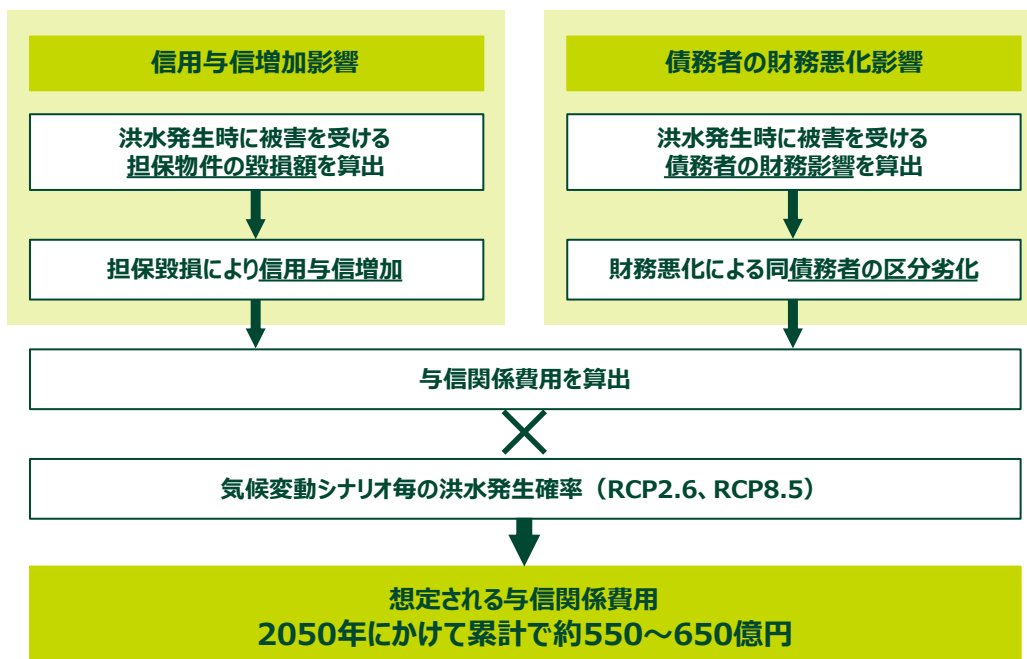 信用与信増加影響
洪水発生時に被害を受ける
担保物件の毀損額を算出
担保毀損により信用与信増加
債務者の財務悪化影響
洪水発生時に被害を受ける
債務者の財務影響を算出
財務悪化による同債務者の区分劣化
与信関係費用を算出
気候変動シナリオ毎の洪水発生確率（RCP2.6、RCP8.5）
想定される与信関係費用
2050年にかけて累計で約550～650億円